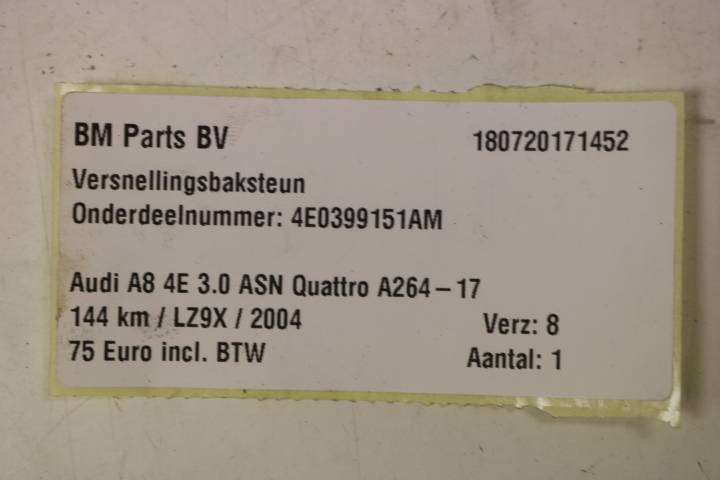 BM Parts BV 180720171452
Versnellingsbaksteun
Onderdeelnummer: 4E0399151AM
Audi A8 4E 3.0 ASN Quattro A264-17
144 km / LZ9X / 2004 Verz: 8
75 Euro incl. BTW Aantal: 1